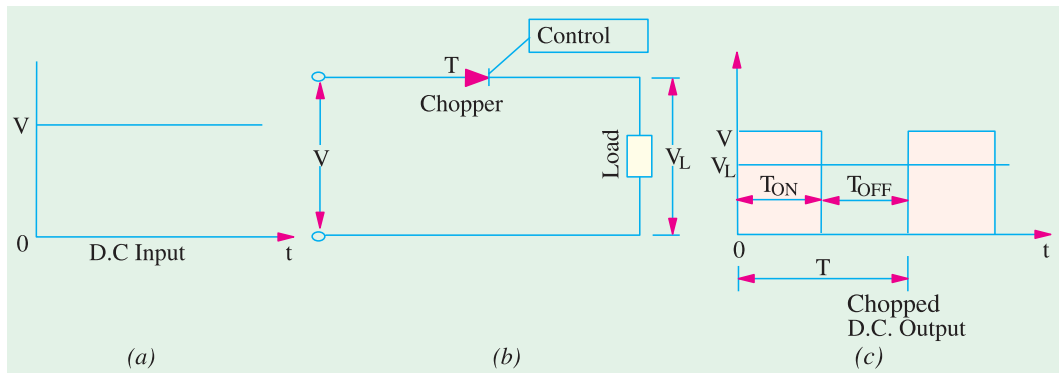 V
0
D.C Input
t
(a)
T
Control
Chopper
V
Load
VL
(b)
V
VL
TON
TOFF
0
t
T
Chopped
D.C. Output
(c)